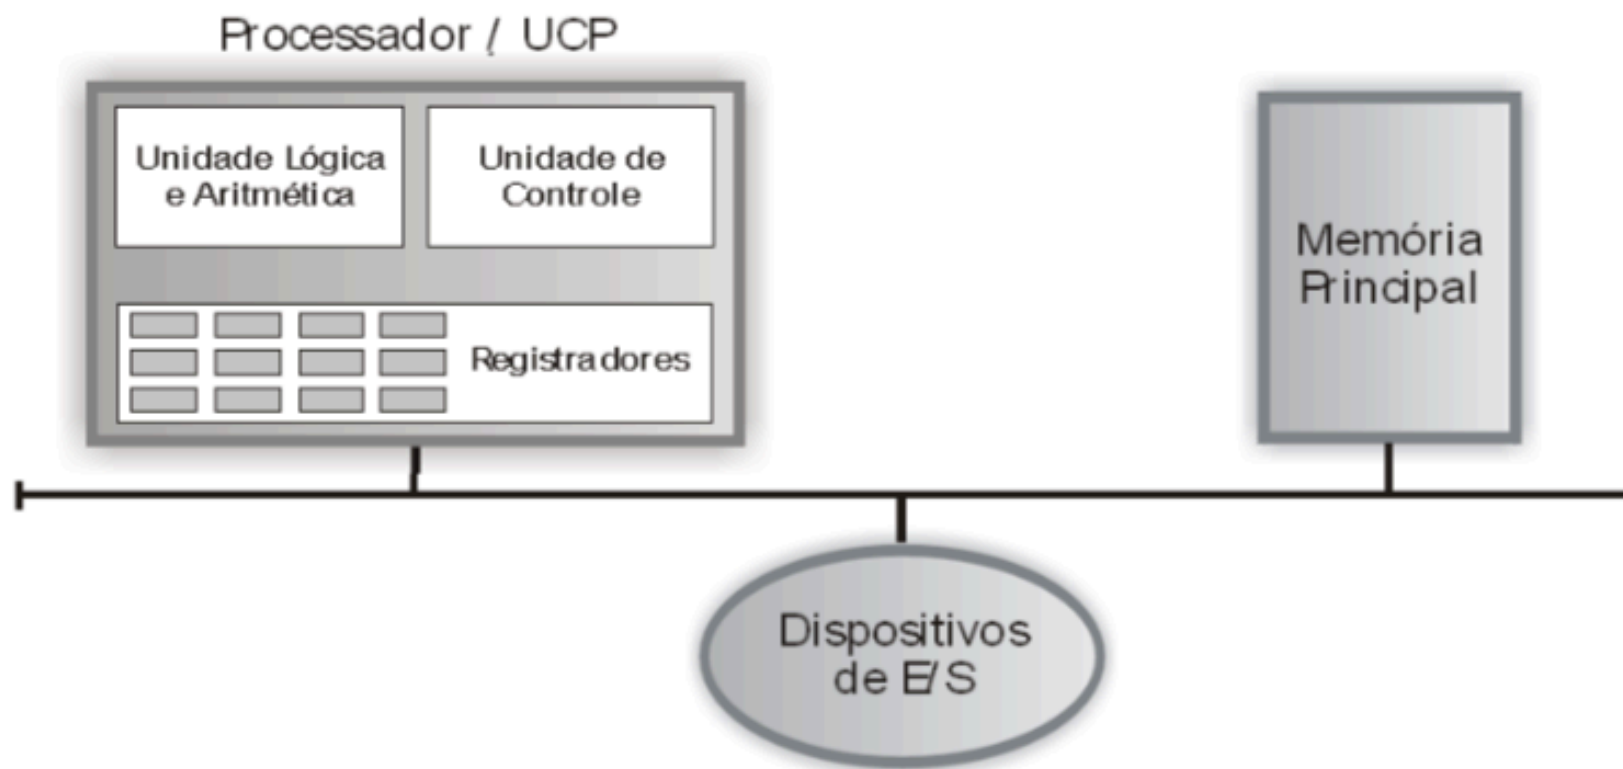 Processador / UCP
Unidade Lógica
e Aritmética
Unidade de
Controle
Registradores
Memória
Principal
Dispositivos
de E/S